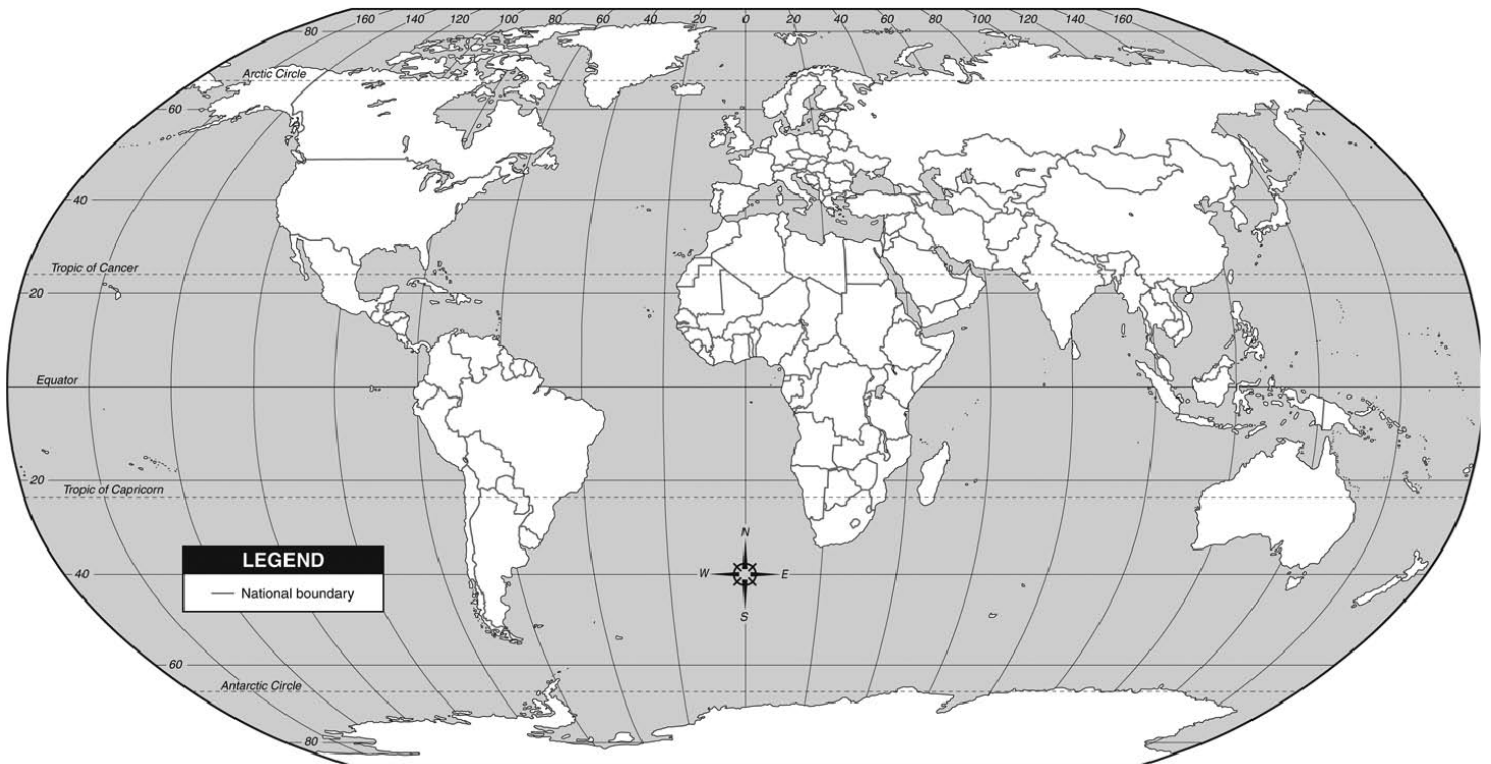 160 140 120 100 80 60 40 20 0 20 40 60 80 100 120 140 160
80
Arctic Circle
60
40
Tropic of Cancer
20
Equator
20
Tropic of Capricorn
N
LEGEND
W E
40
National boundary
S
60
Antarctic Circle
80